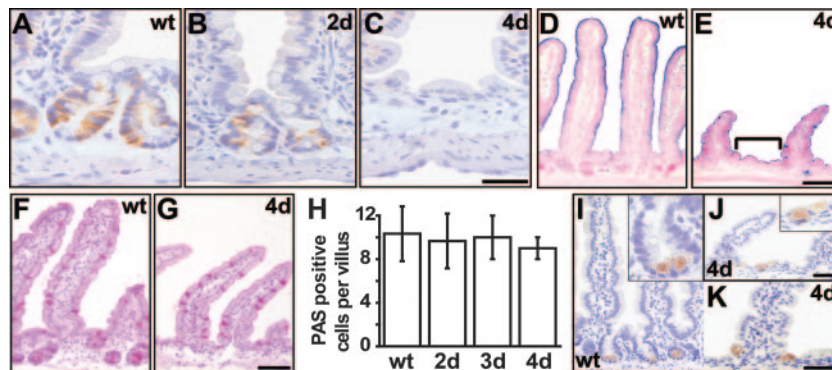 A wt
B 2d
C 4d
D wt
E 4d
F wt
G 4d
H
PAS positive
cells per villus
12
8
4
0
wt 2d 3d 4d
I wt
J 4d
K 4d